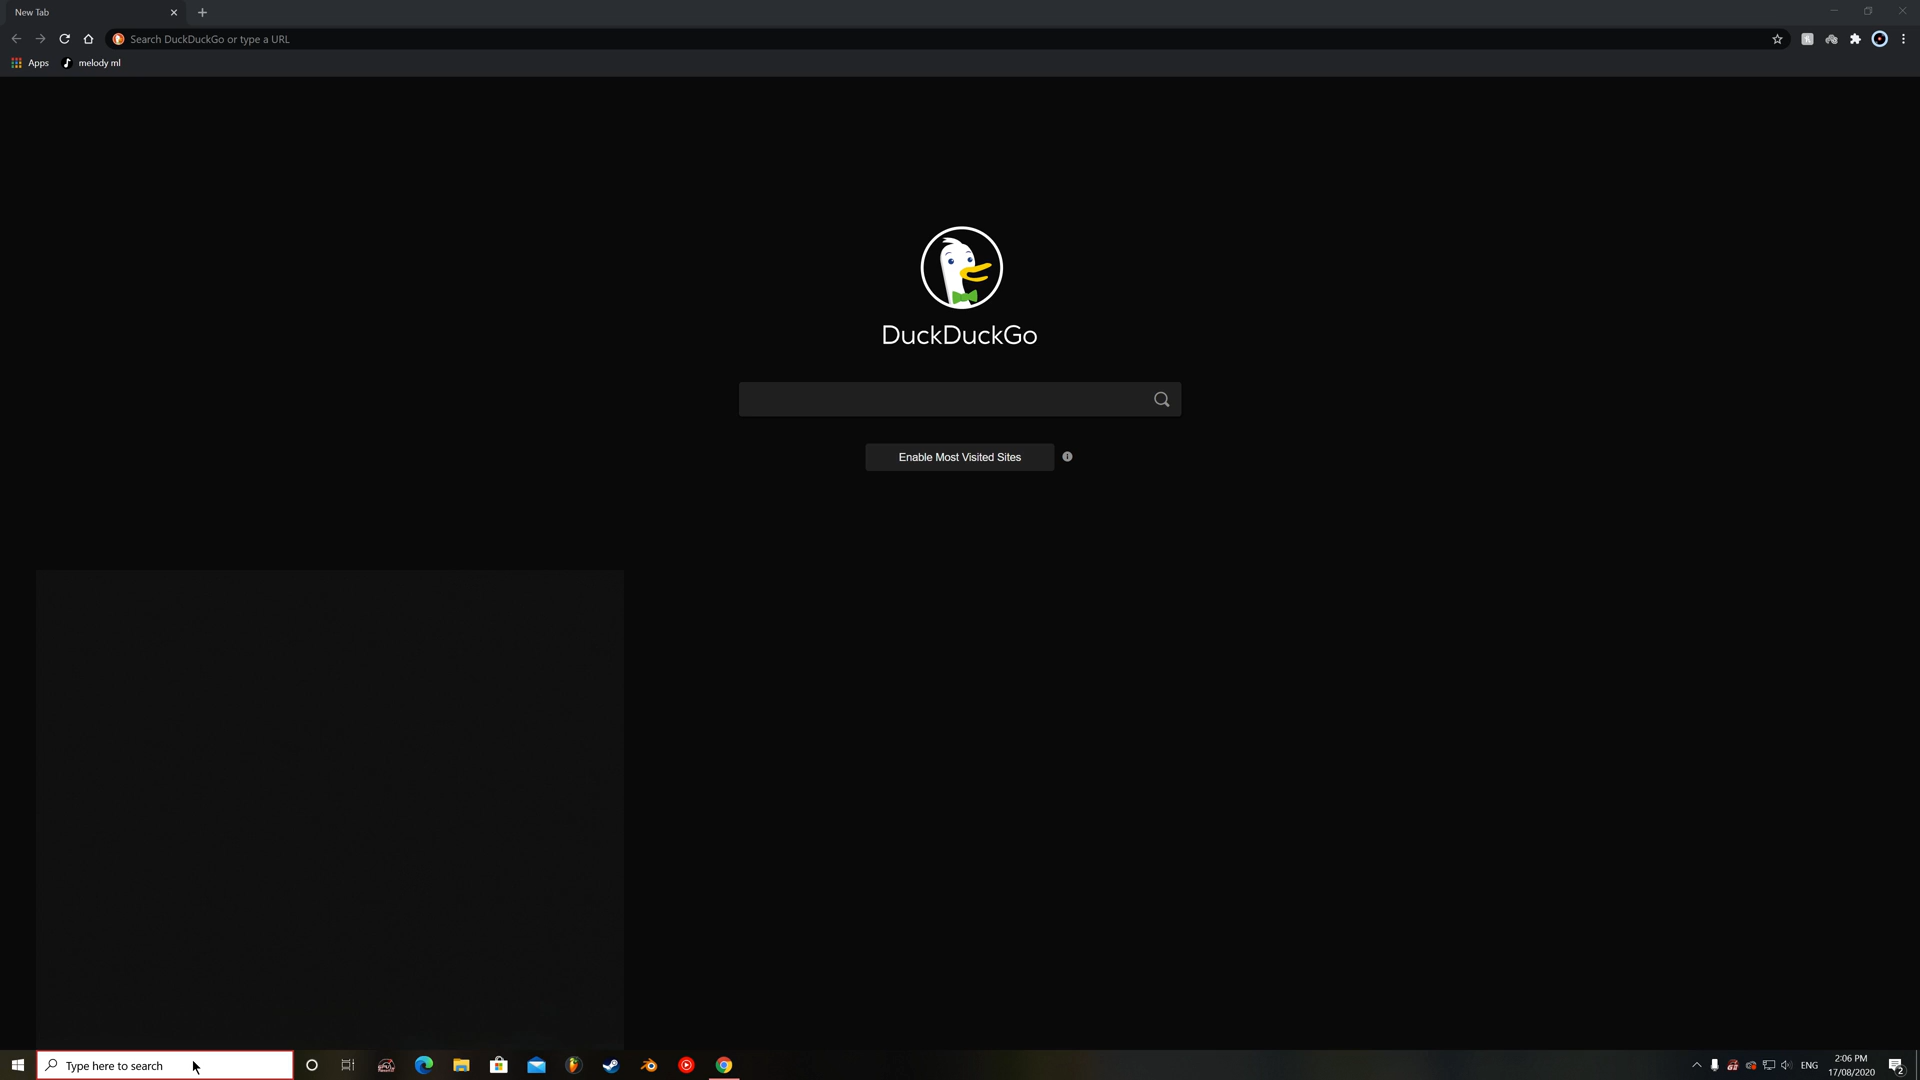 New Tab
Search DuckDuckGo or type a URL
Apps
melody ml
DuckDuckGo
Enable Most Visited Sites
Type here to search
ENG
2:06 PM
17/08/2020
2